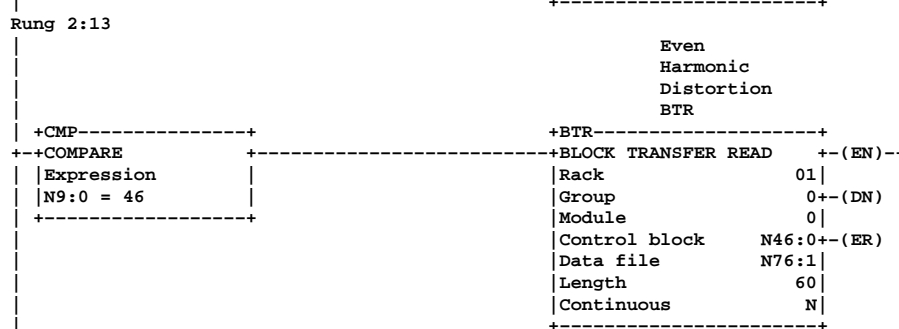 |                                                    +----------------------+
Rung 2:13
|                                                               Even
|                                                               Harmonic
|                                                               Distortion
|                                                               BTR
| +CMP---------------+                               +BTR--------------------+
+-+COMPARE           +-------------------------------+BLOCK TRANSFER READ    +-(EN)-
| |Expression        |                               |Rack                 01|
| |N9:0 = 46         |                               |Group                 0+-(DN)
| +------------------+                               |Module                0|
|                                                    |Control block     N46:0+-(ER)
|                                                    |Data file         N76:1|
|                                                    |Length               60|
|                                                    |Continuous            N|
|                                                    +-----------------------+